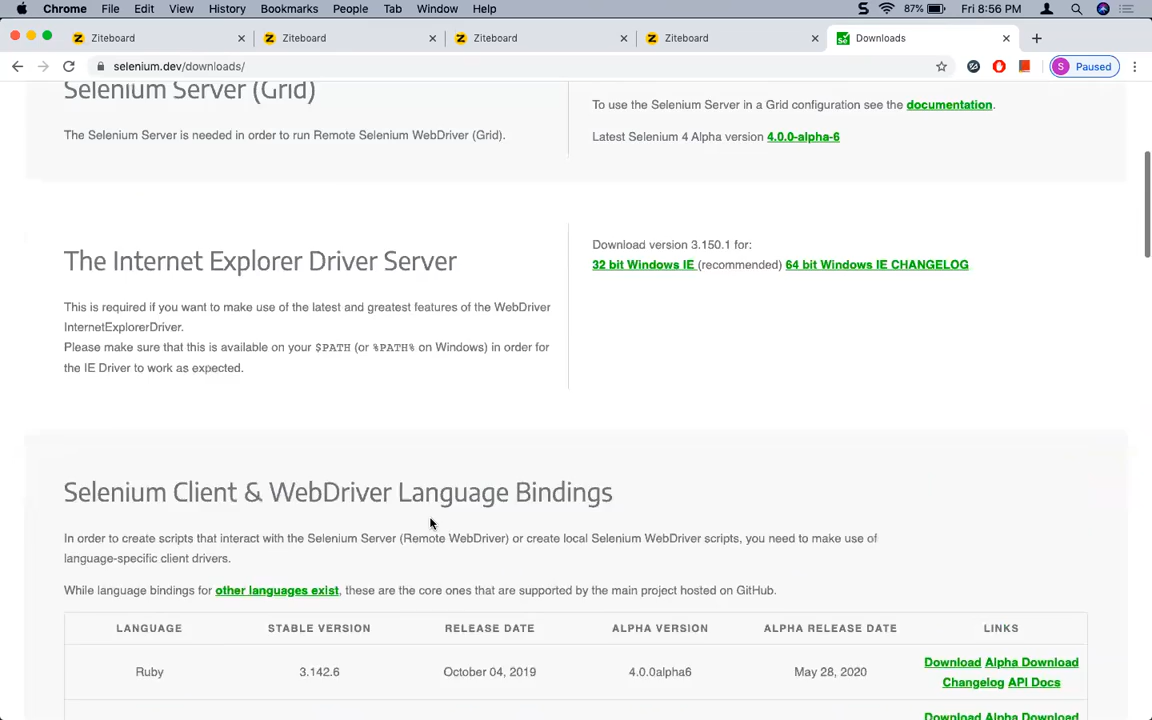 Chrome File Edit View History Bookmarks People Tab Window Help 87% Fri 8:56 PM
Ziteboard Ziteboard Ziteboard Ziteboard Downloads
selenium.dev/downloads/ S Paused
Selenium Server (Grid)
To use the Selenium Server in a Grid configuration see the documentation.
The Selenium Server is needed in order to run Remote Selenium WebDriver (Grid).
Latest Selenium 4 Alpha version 4.0.0-alpha-6
The Internet Explorer Driver Server
Download version 3.150.1 for:
32 bit Windows IE (recommended) 64 bit Windows IE CHANGELOG
This is required if you want to make use of the latest and greatest features of the WebDriver
InternetExplorerDriver.
Please make sure that this is available on your $PATH (or %PATH% on Windows) in order for
the IE Driver to work as expected.
Selenium Client & WebDriver Language Bindings
In order to create scripts that interact with the Selenium Server (Remote WebDriver) or create local Selenium WebDriver scripts, you need to make use of
language-specific client drivers.
While language bindings for other languages exist, these are the core ones that are supported by the main project hosted on GitHub.
LANGUAGE STABLE VERSION RELEASE DATE ALPHA VERSION ALPHA RELEASE DATE LINKS
Ruby 3.142.6 October 04, 2019 4.0.0alpha6 May 28, 2020 Download Alpha Download
Changelog API Docs
Download Alpha Download